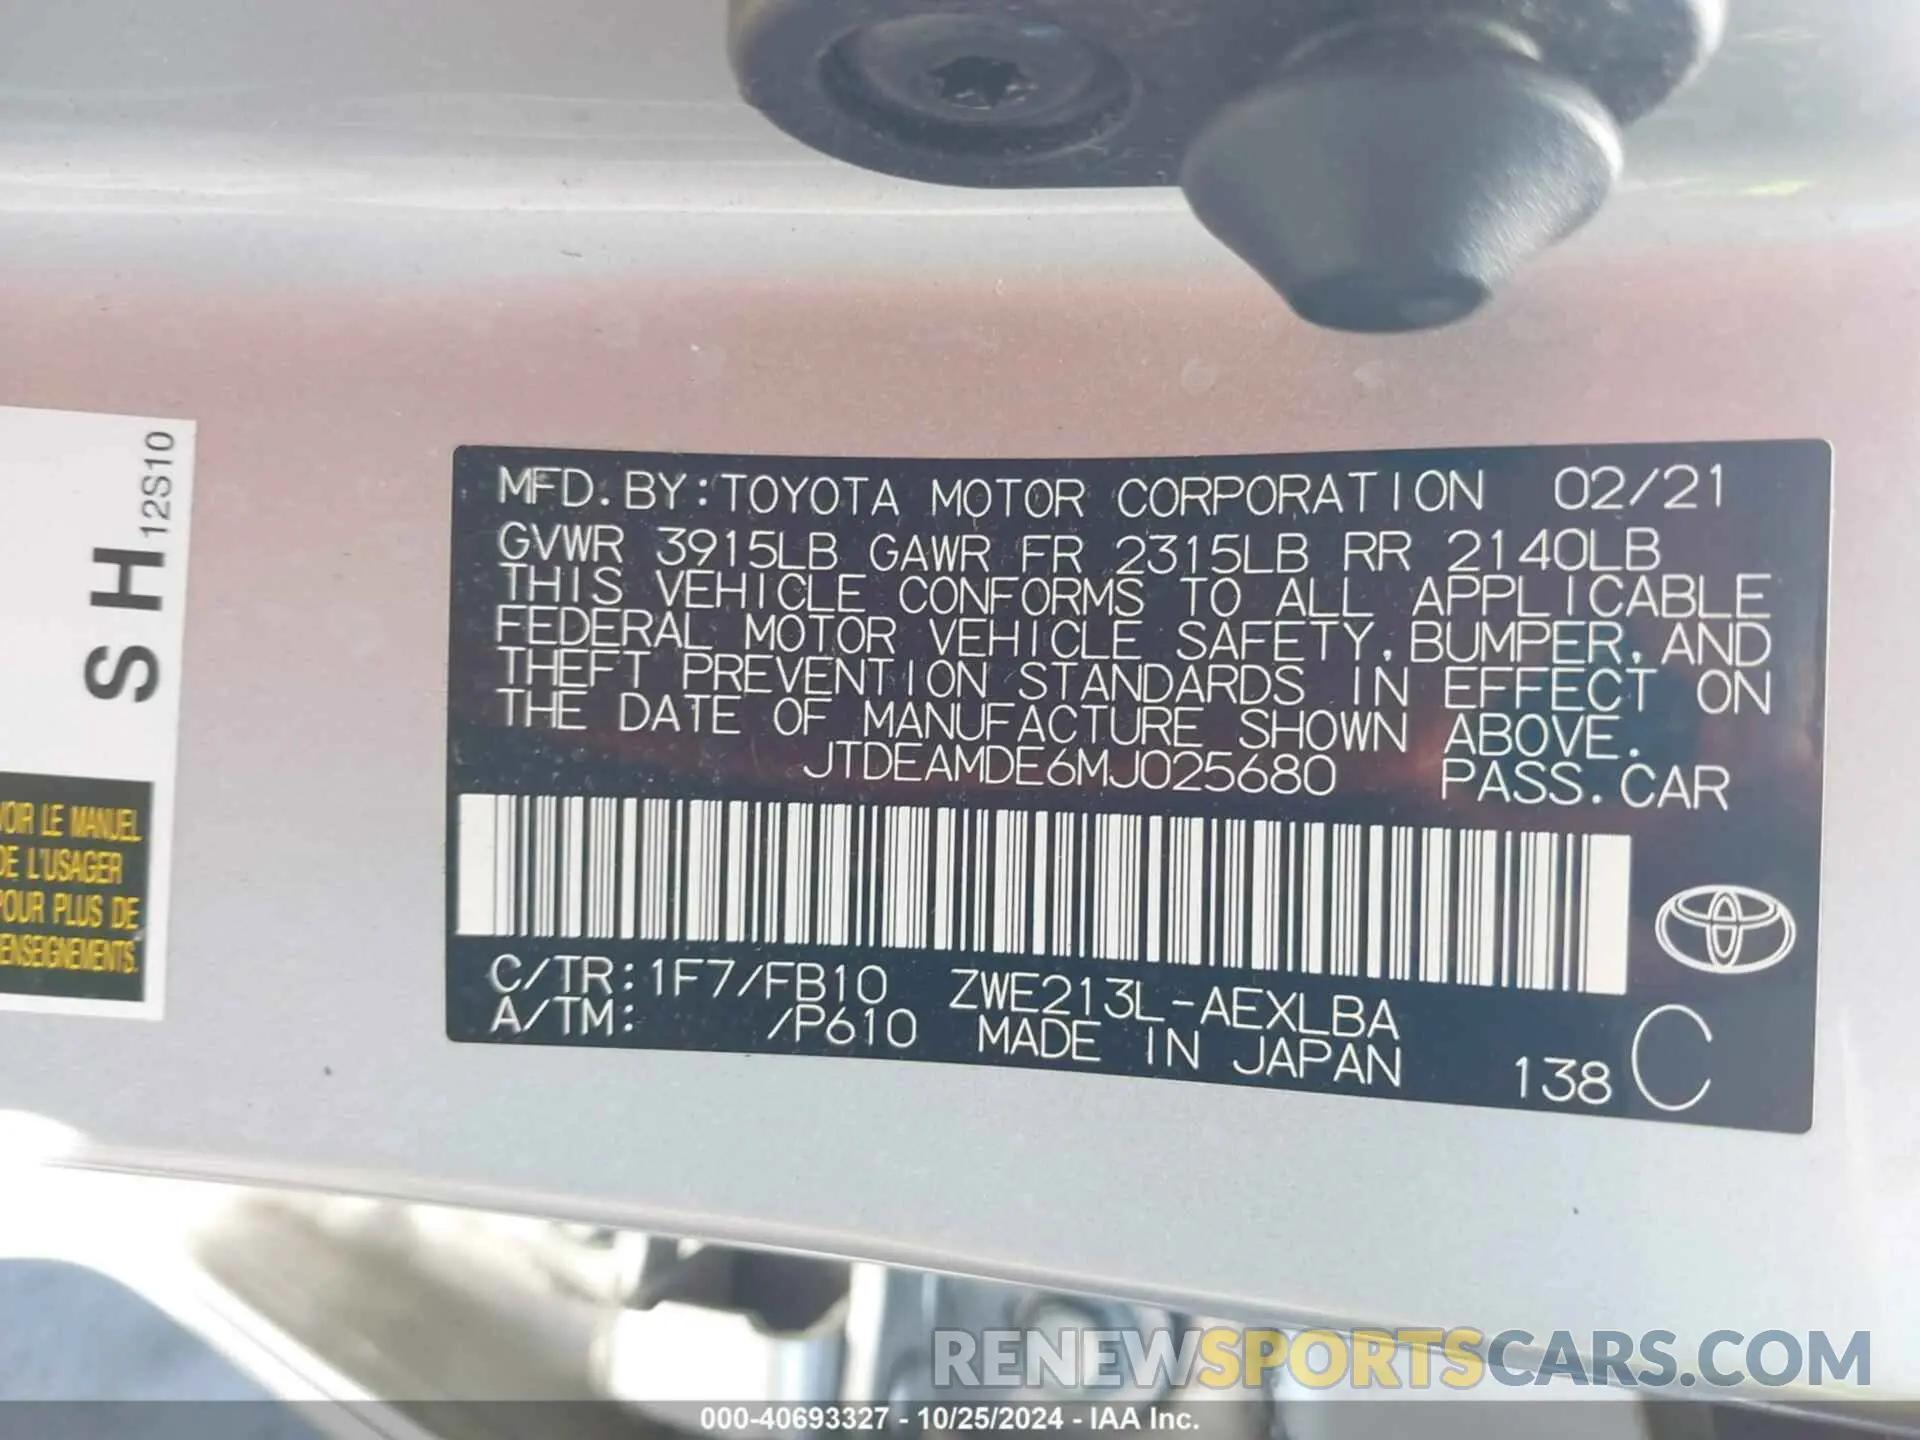 12S10
S H
VOIR LE MANUEL
DE L'USAGER
POUR PLUS DE
RENSEIGNEMENTS.
MFD. BY: TOYOTA MOTOR CORPORATION 02/21
GVWR 3915LB GAWR FR 2315LB RR 2140LB
THIS VEHICLE CONFORMS TO ALL APPLICABLE
FEDERAL MOTOR VEHICLE SAFETY, BUMPER, AND
THEFT PREVENTION STANDARDS IN EFFECT ON
THE DATE OF MANUFACTURE SHOWN ABOVE.
JTDEAMDE6MJ025680 PASS. CAR
C/TR: 1F7/FB10 ZWE213L-AEXLBA
A/TM: /P610 MADE IN JAPAN 138 C
RENEWSPORTSCARS.COM
000-40693327 - 10/25/2024 - IAA Inc.